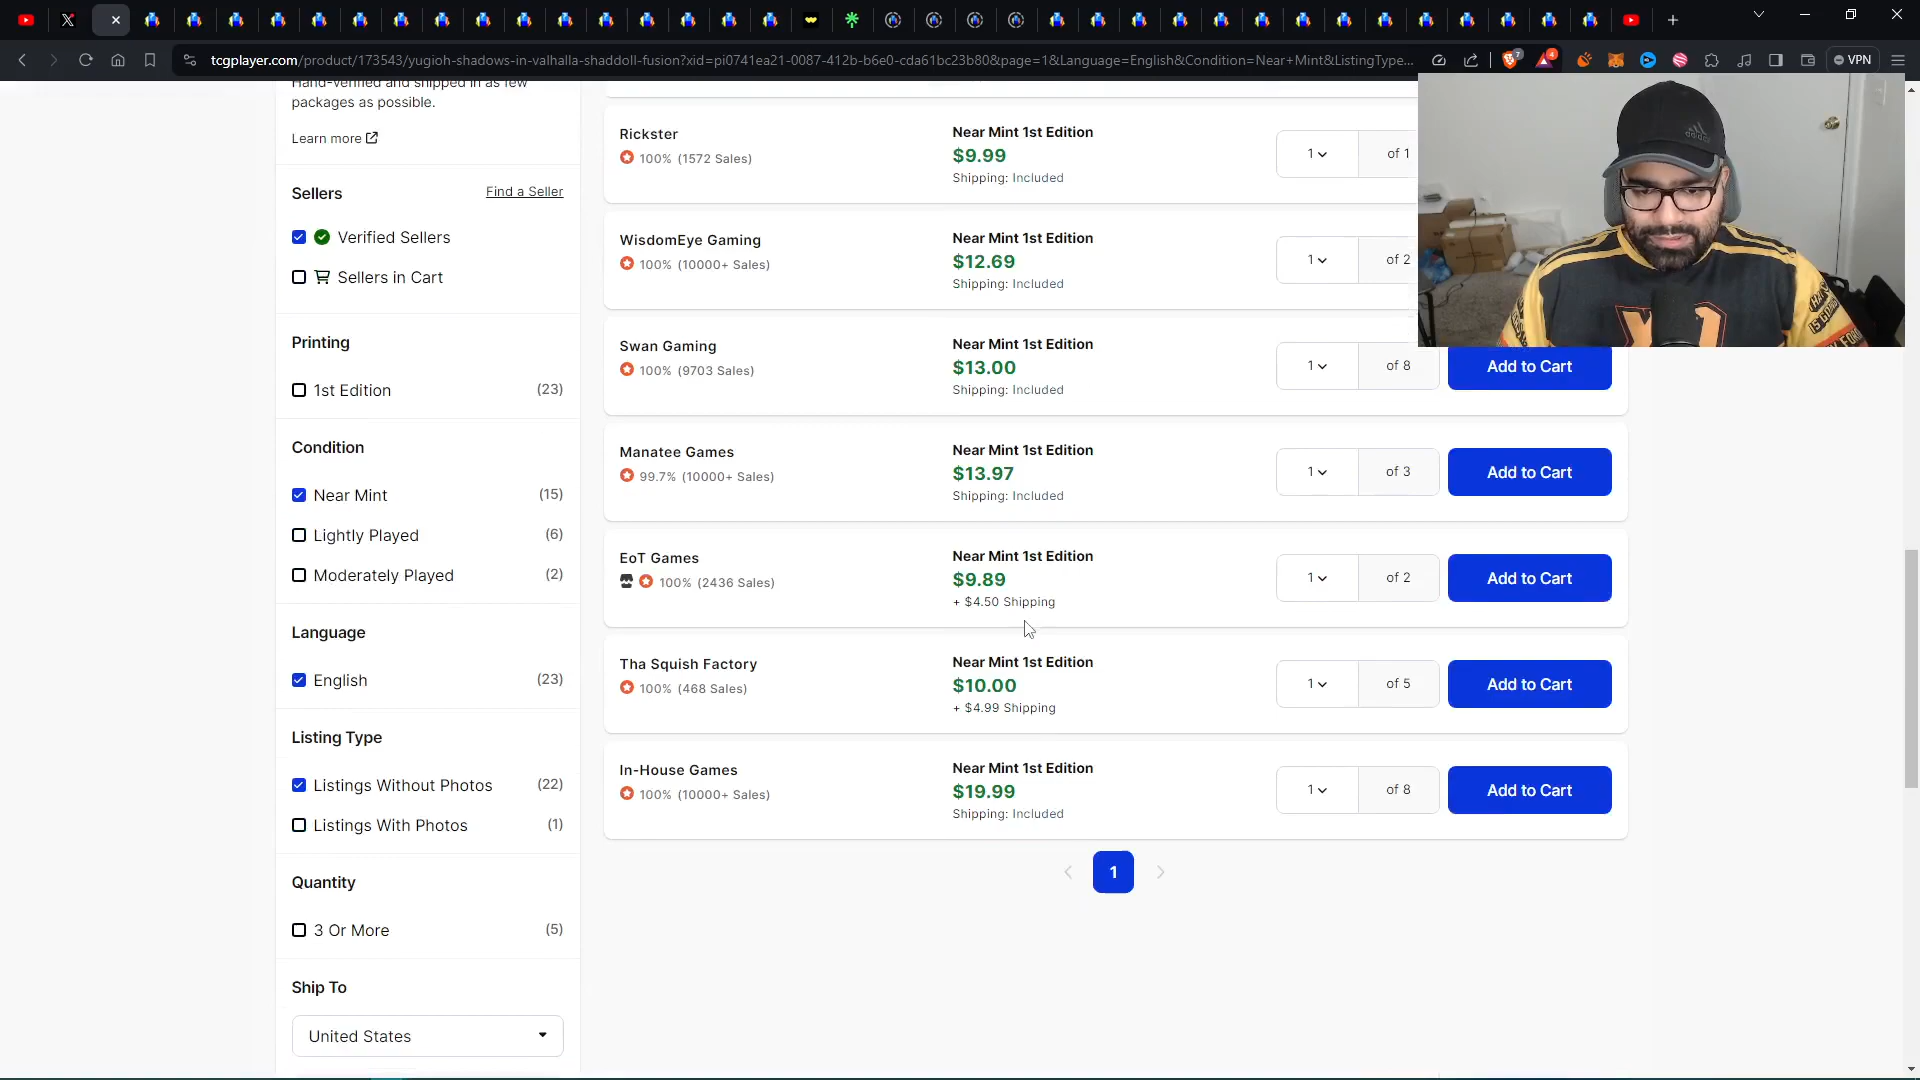 tcgplayer.com/product/173543/yugioh-shadows-in-valhalla-shaddoll-fusion?xid=pi0741ea21-0087-412b-b6e0-cda61bc23b80&page=1&Language=English&Condition=Near+Mint&ListingType...
7
4
VPN
Hand-verified and shipped in as few
packages as possible.
Learn more
Sellers
Find a Seller
Verified Sellers
Sellers in Cart
Printing
1st Edition (23)
Condition
Near Mint (15)
Lightly Played (6)
Moderately Played (2)
Language
English (23)
Listing Type
Listings Without Photos (22)
Listings With Photos (1)
Quantity
3 Or More (5)
Ship To
United States
Rickster
100% (1572 Sales)
Near Mint 1st Edition
$9.99
Shipping: Included
1 of 1
WisdomEye Gaming
100% (10000+ Sales)
Near Mint 1st Edition
$12.69
Shipping: Included
1 of 2
Swan Gaming
100% (9703 Sales)
Near Mint 1st Edition
$13.00
Shipping: Included
1 of 8
Add to Cart
Manatee Games
99.7% (10000+ Sales)
Near Mint 1st Edition
$13.97
Shipping: Included
1 of 3
Add to Cart
EoT Games
100% (2436 Sales)
Near Mint 1st Edition
$9.89
+ $4.50 Shipping
1 of 2
Add to Cart
Tha Squish Factory
100% (468 Sales)
Near Mint 1st Edition
$10.00
+ $4.99 Shipping
1 of 5
Add to Cart
In-House Games
100% (10000+ Sales)
Near Mint 1st Edition
$19.99
Shipping: Included
1 of 8
Add to Cart
1